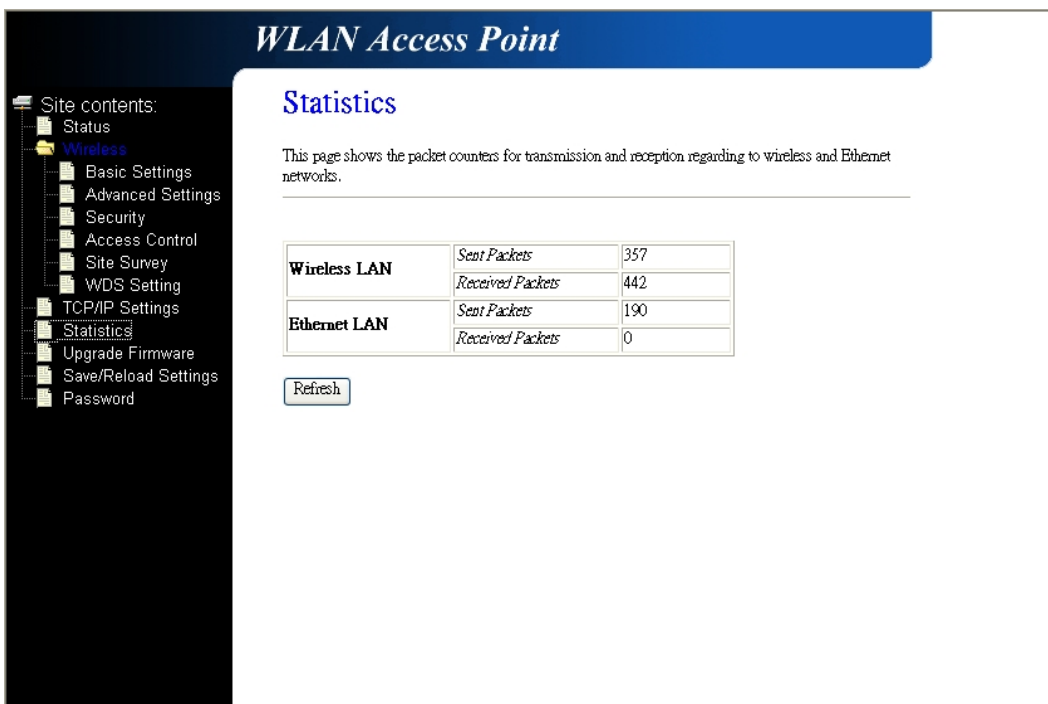 WLAN Access Point
Site contents:
Status
Wireless
Basic Settings
Advanced Settings
Security
Access Control
Site Survey
WDS Setting
TCP/IP Settings
Statistics
Upgrade Firmware
Save/Reload Settings
Password
Statistics
This page shows the packet counters for transmission and reception regarding to wireless and Ethernet
networks.
Wireless LAN
Sent Packets 357
Received Packets 442
Ethernet LAN
Sent Packets 190
Received Packets 0
Refresh